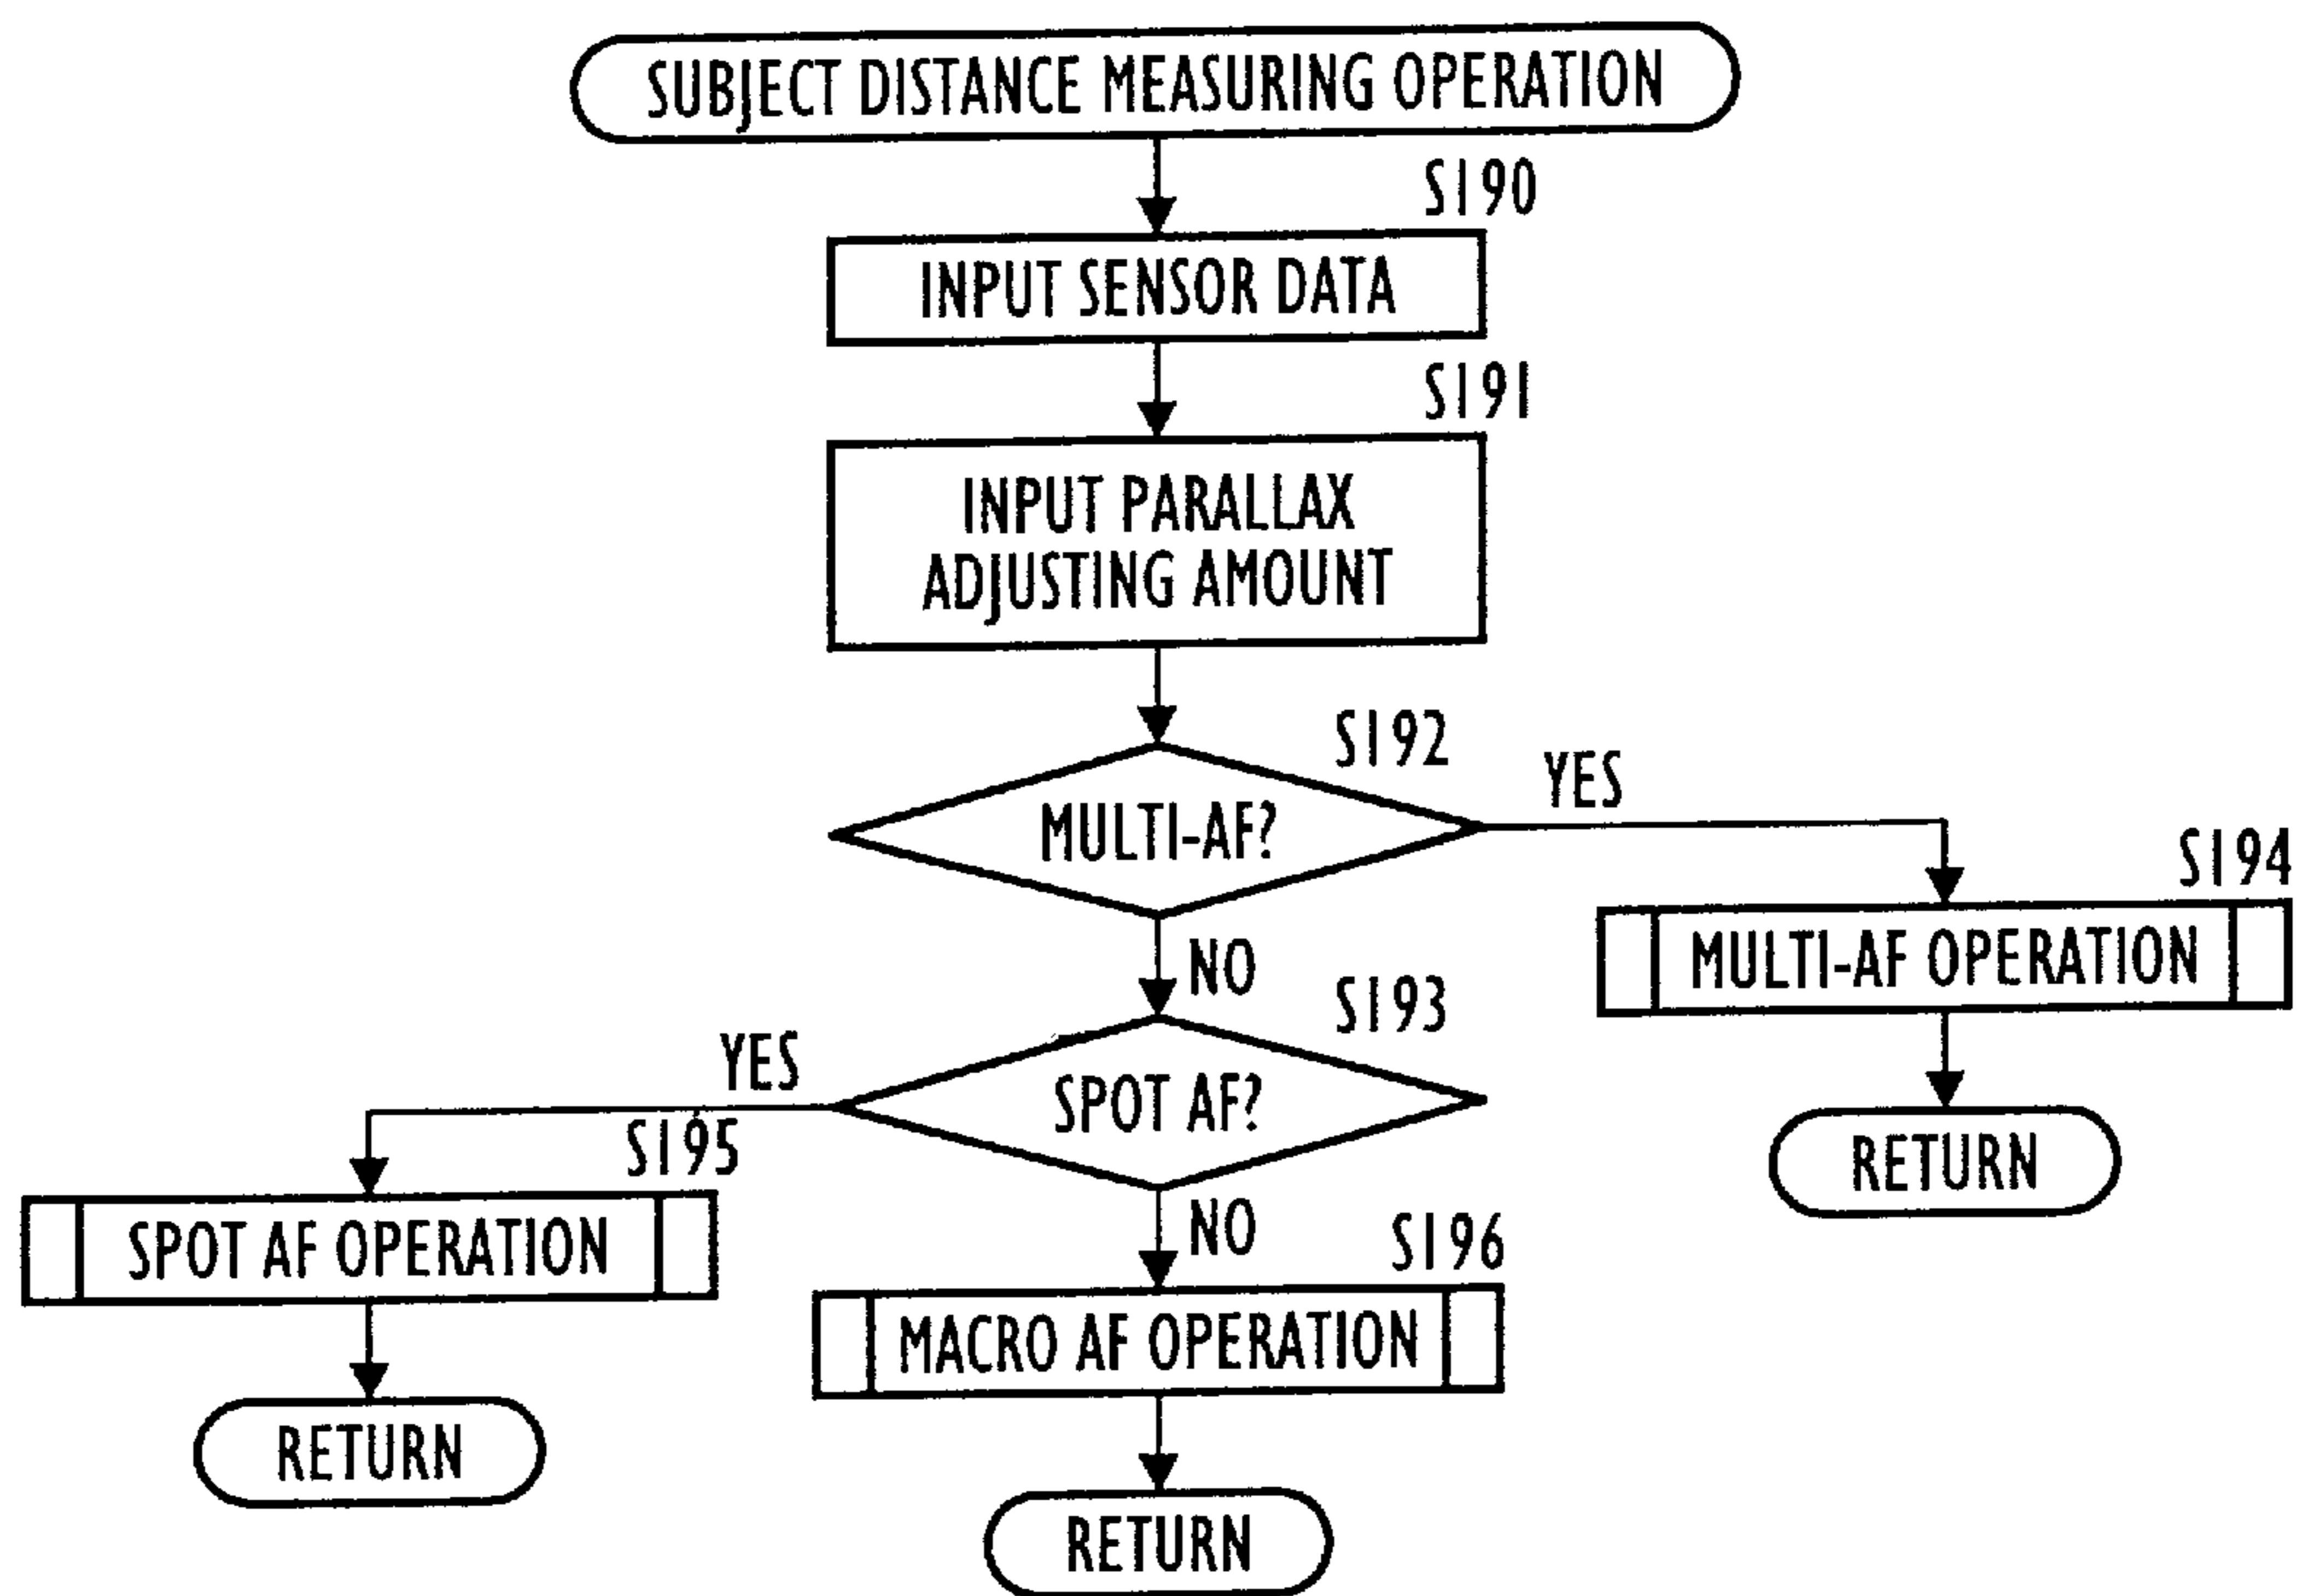 SUBJECT DISTANCE MEASURING OPERATION
S190
INPUT SENSOR DATA
S191
INPUT PARALLAX
ADJUSTING AMOUNT
S192
MULTI-AF?
YES
S194
MULTI-AF OPERATION
RETURN
NO
S193
SPOT AF?
YES
S195
SPOT AF OPERATION
RETURN
NO
S196
MACRO AF OPERATION
RETURN